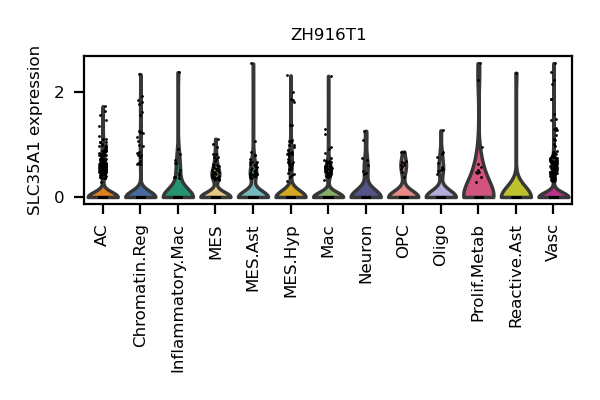 ZH916T1
SLC35A1 expression
2
0
AC
Chromatin.Reg
Inflammatory.Mac
MES
MES.Ast
MES.Hyp
Mac
Neuron
OPC
Oligo
Prolif.Metab
Reactive.Ast
Vasc